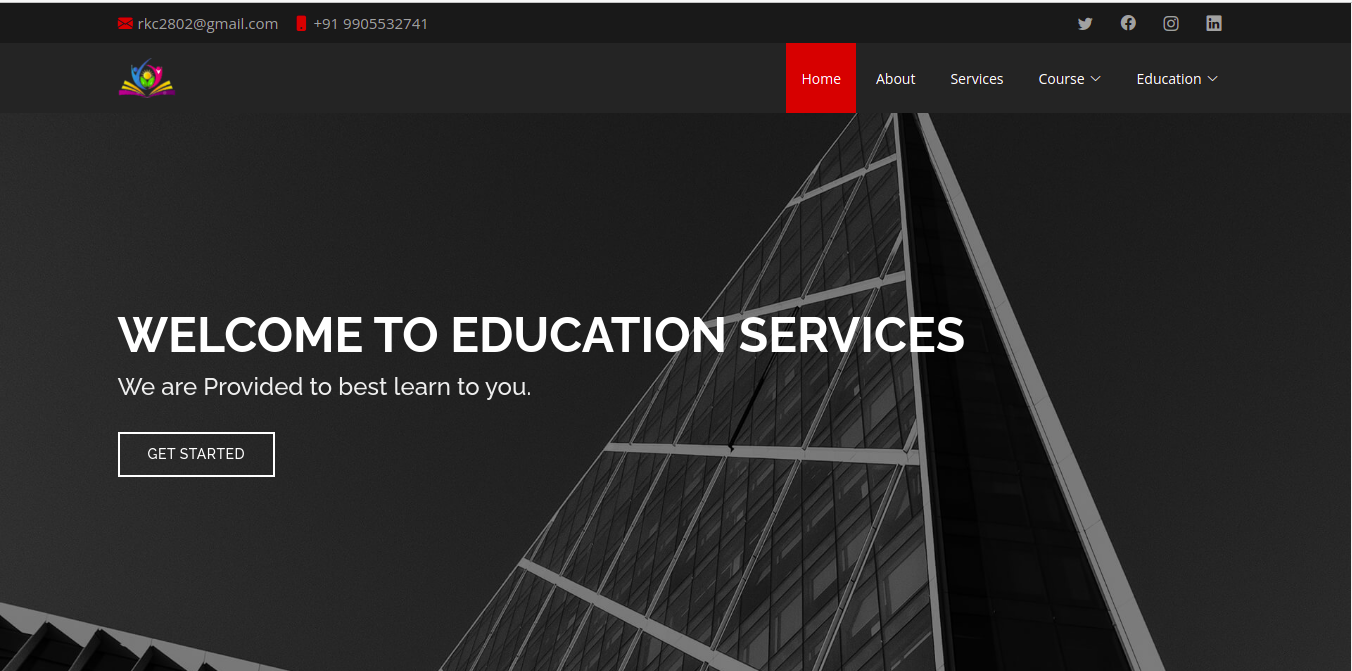 rkc2802@gmail.com +91 9905532741
Home About Services Course Education
WELCOME TO EDUCATION SERVICES
We are Provided to best learn to you.
GET STARTED